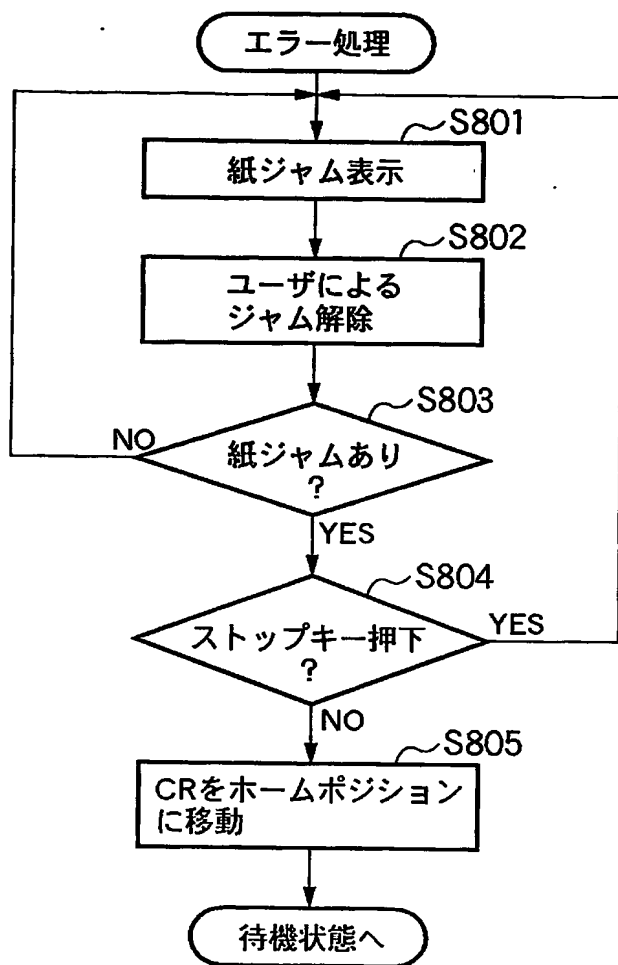 エラー処理
S801
紙ジャム表示
S802
ユーザによる
ジャム解除
S803
NO
紙ジャムあり
?
YES
S804
ストップキー押下
?
YES
NO
S805
CRをホームポジション
に移動
待機状態へ